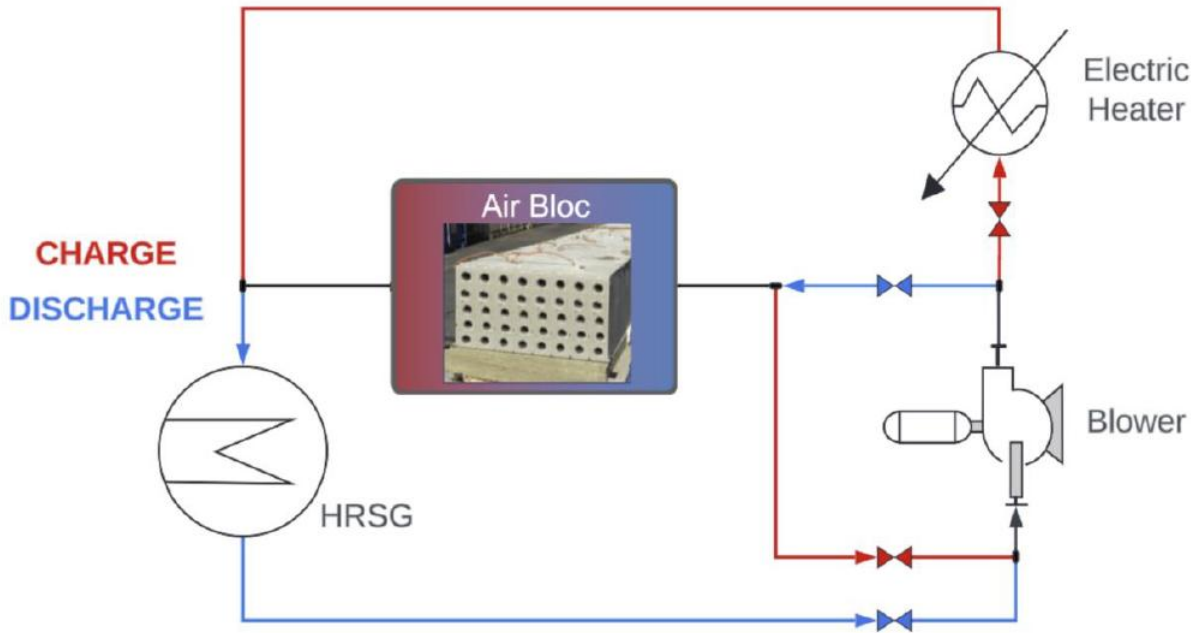 Electric
Heater
Air Bloc
CHARGE
DISCHARGE
Blower
HRSG